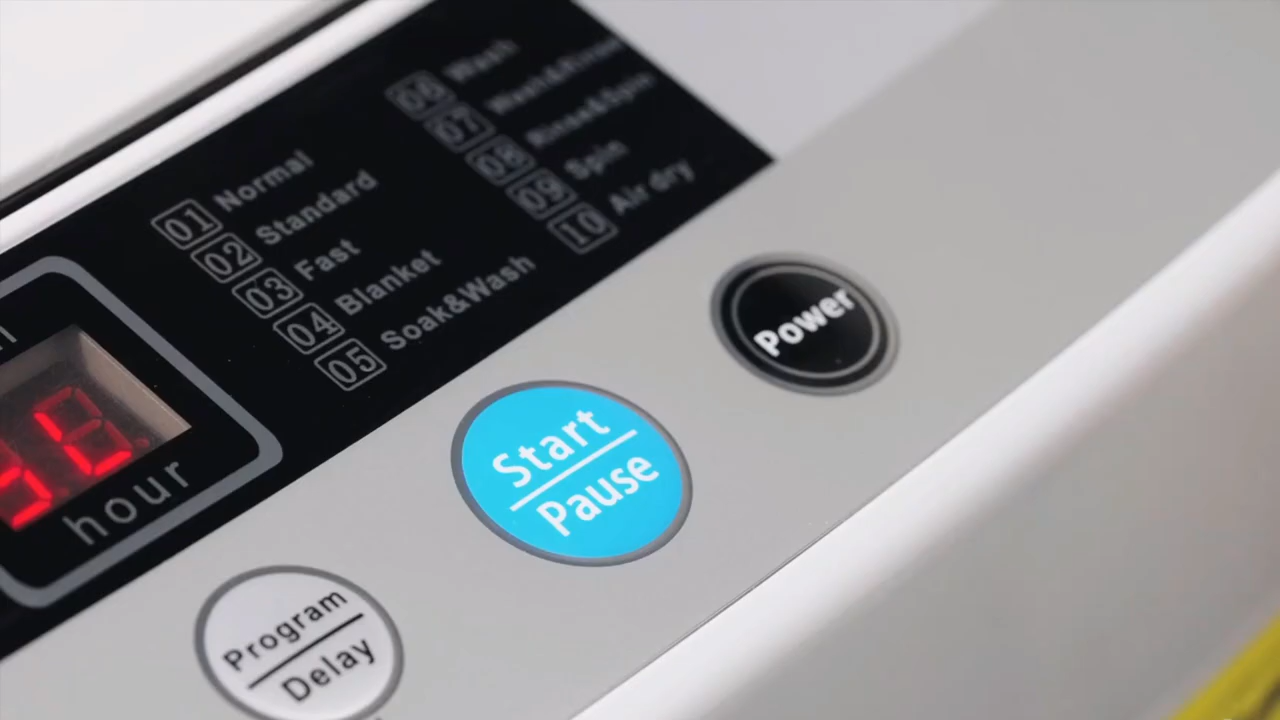 01 Normal
02 Standard
03 Fast
04 Blanket
05 Soak&Wash
06 Wash
07 Wash&Rinse
08 Rinse&Spin
09 Spin
10 Air dry
hour
Power
Start
Pause
Program
Delay